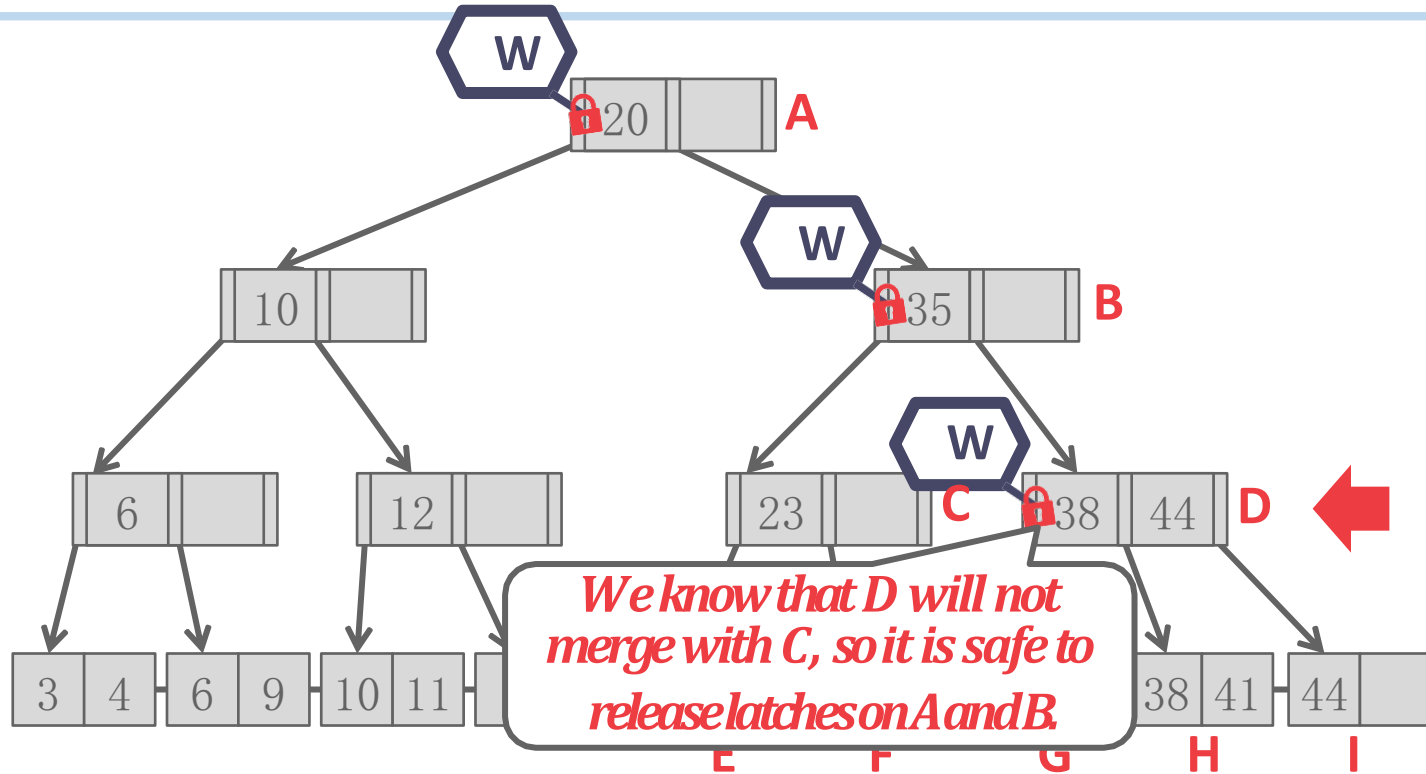 W
20 A
W
10
35 B
W
6
12
23 C
38 44 D
We know that D will not
merge with C, so it is safe to
release latches on A and B.
3 4 6 9 10 11 38 41 44
E F G H I